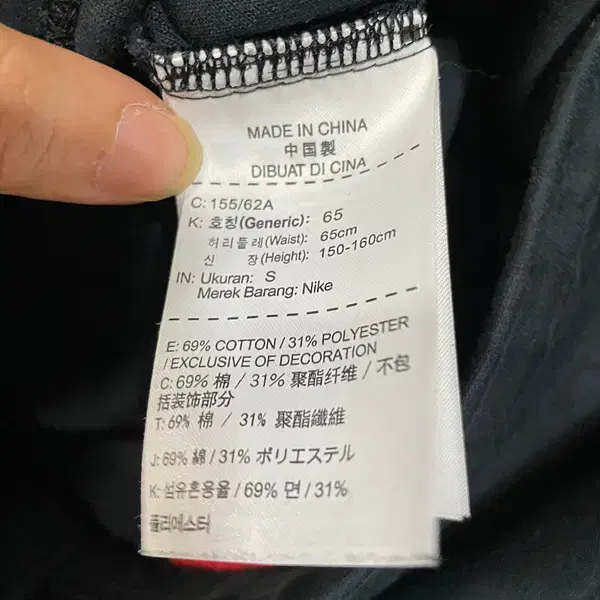 MADE IN CHINA
中国製
DIBUAT DI CINA
C: 155/62A
K: 호칭(Generic): 65
허리둘레(Waist): 65cm
신 장(Height): 150-160cm
IN: Ukuran: S
Merek Barang: Nike
E: 69% COTTON / 31% POLYESTER
/ EXCLUSIVE OF DECORATION
C: 69% 棉 / 31% 聚酯纤维 / 不包
括装饰部分
T: 69% 棉 / 31% 聚酯纖維
J: 69% 綿 / 31% ポリエステル
K: 섬유혼용율 / 69% 면 / 31%
폴리에스터